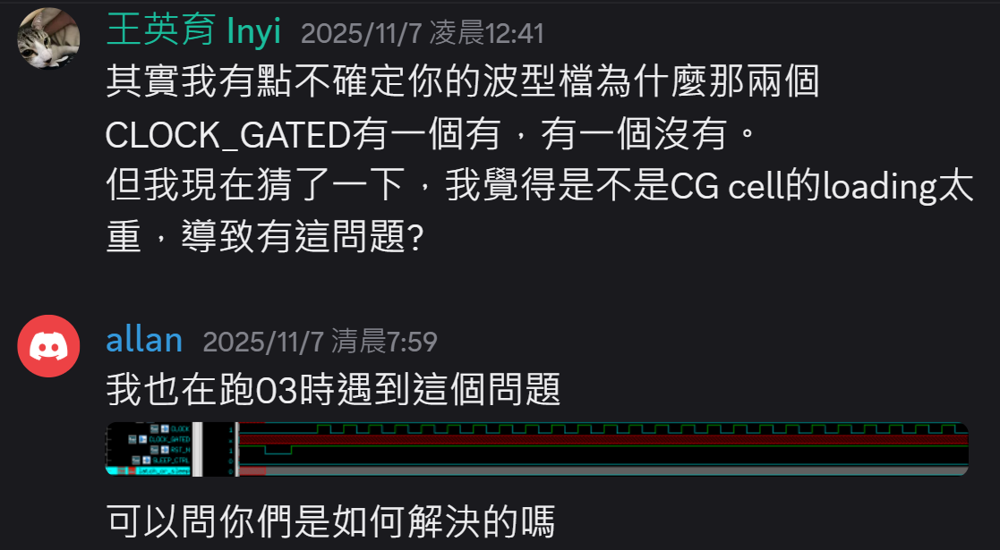 王英育 Inyi 2025/11/7 凌晨12:41
其實我有點不確定你的波型檔為什麼那兩個
CLOCK_GATED有一個有，有一個沒有。
但我現在猜了一下，我覺得是不是CG cell的loading太
重，導致有這問題?
allan 2025/11/7 清晨7:59
我也在跑03時遇到這個問題
CLOCK 1
CLOCK_GATED x
RST_N 1
SLEEP_CTRL 0
latch_or_sleep 0
可以問你們是如何解決的嗎